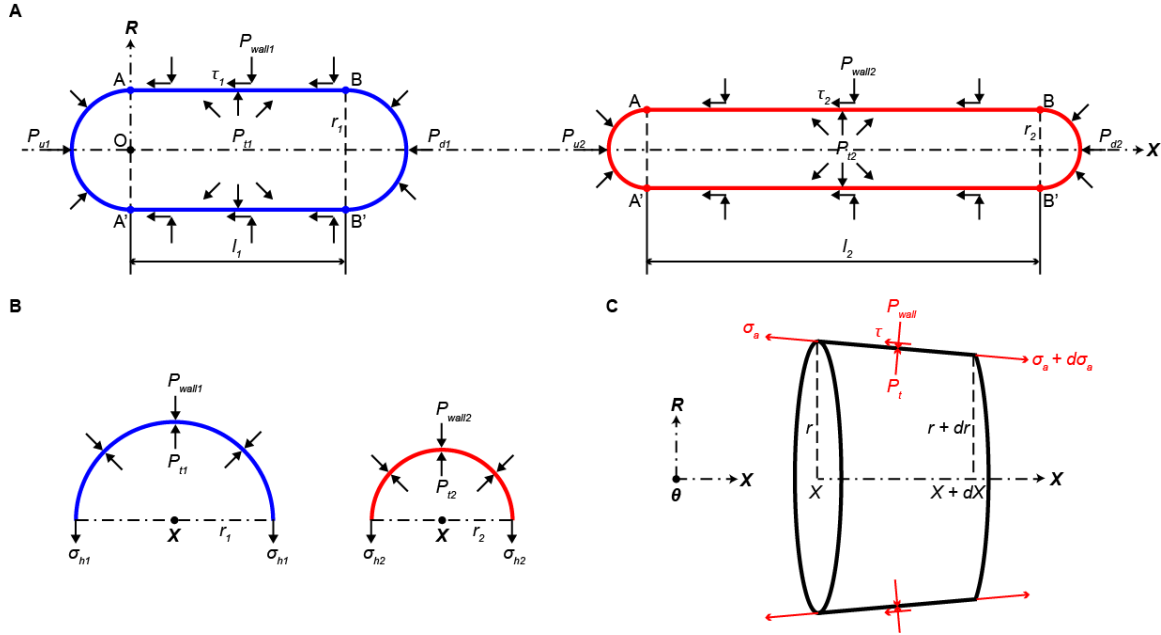 A
R
P_wall1
A
τ_1
B
P_u1
O
P_t1
r_1
P_d1
A'
B'
l_1
P_wall2
A
τ_2
B
P_u2
P_t2
r_2
P_d2
X
A'
B'
l_2
B
P_wall1
P_t1
X
r_1
σ_h1
σ_h1
P_wall2
P_t2
X
r_2
σ_h2
σ_h2
C
P_wall
σ_a
τ
σ_a + dσ_a
P_t
R
r
r + dr
θ
X
X
X + dX
X